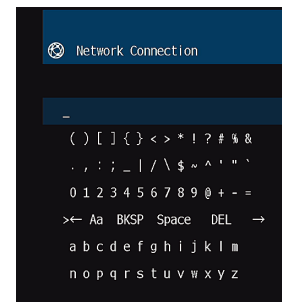 Network Connection
_
( ) [ ] { } < > * ! ? # % &
. , : ; _ | / \ $ ~ ^ ' " `
0 1 2 3 4 5 6 7 8 9 @ + - =
>← Aa BKSP Space DEL →
a b c d e f g h i j k l m
n o p q r s t u v w x y z